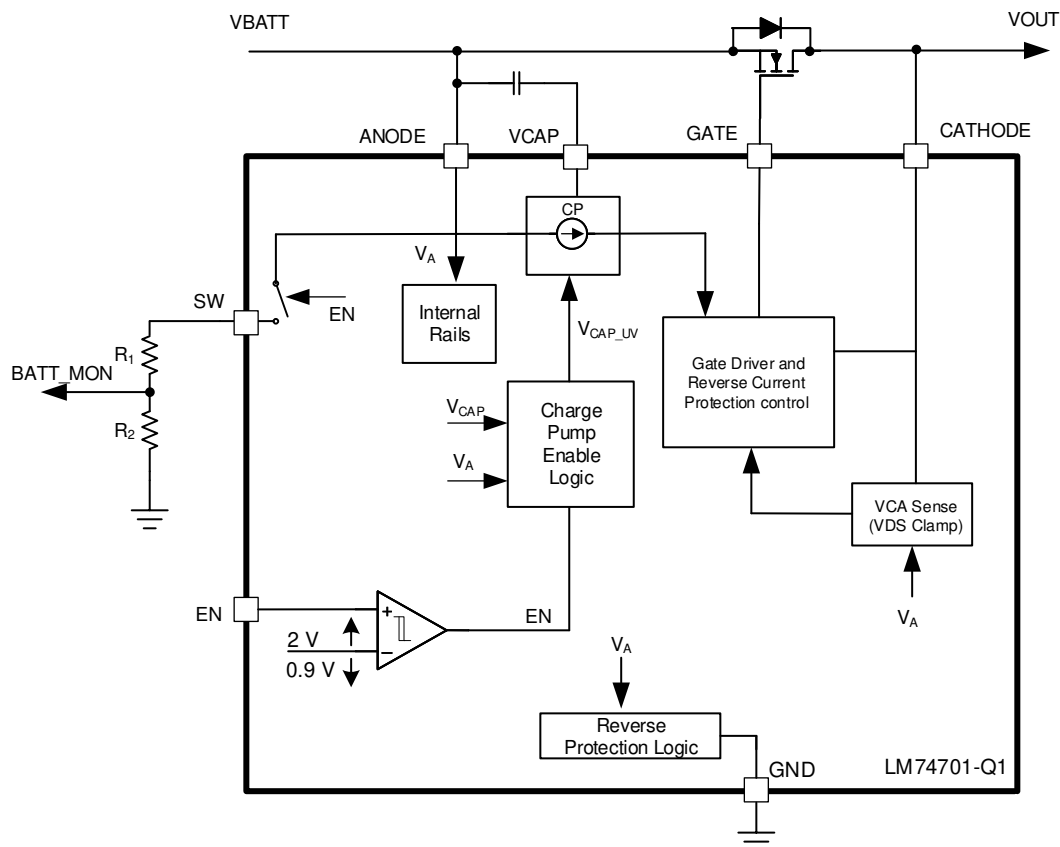 VBATT
VOUT
ANODE
VCAP
GATE
CATHODE
CP
VA
SW
EN
Internal
Rails
VCAP_UV
R1
BATT_MON
R2
Gate Driver and
Reverse Current
Protection control
VCAP
VA
Charge
Pump
Enable
Logic
VCA Sense
(VDS Clamp)
VA
EN
+
−
2 V
0.9 V
EN
VA
Reverse
Protection Logic
GND
LM74701-Q1